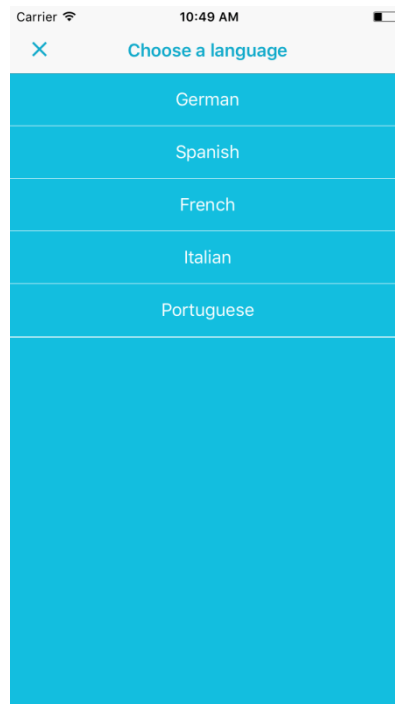 Carrier 10:49 AM
Choose a language
German
Spanish
French
Italian
Portuguese